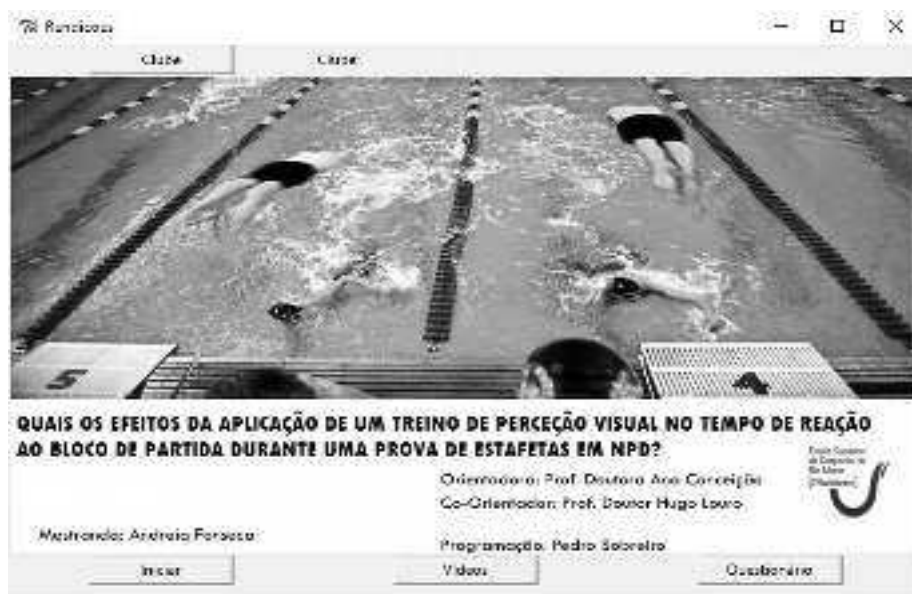 Clube Clube
5 4
QUAIS OS EFEITOS DA APLICAÇÃO DE UM TREINO DE PERCEÇÃO VISUAL NO TEMPO DE REAÇÃO
AO BLOCO DE PARTIDA DURANTE UMA PROVA DE ESTAFETAS EM NPD?
Orientadora: Prof. Doutora Ana Conceição
Co-Orientador: Prof. Doutor Hugo Louro
Mestranda: Andreia Fonseca
Programação: Pedro Sobreiro
Iniciar Vídeos Questionário